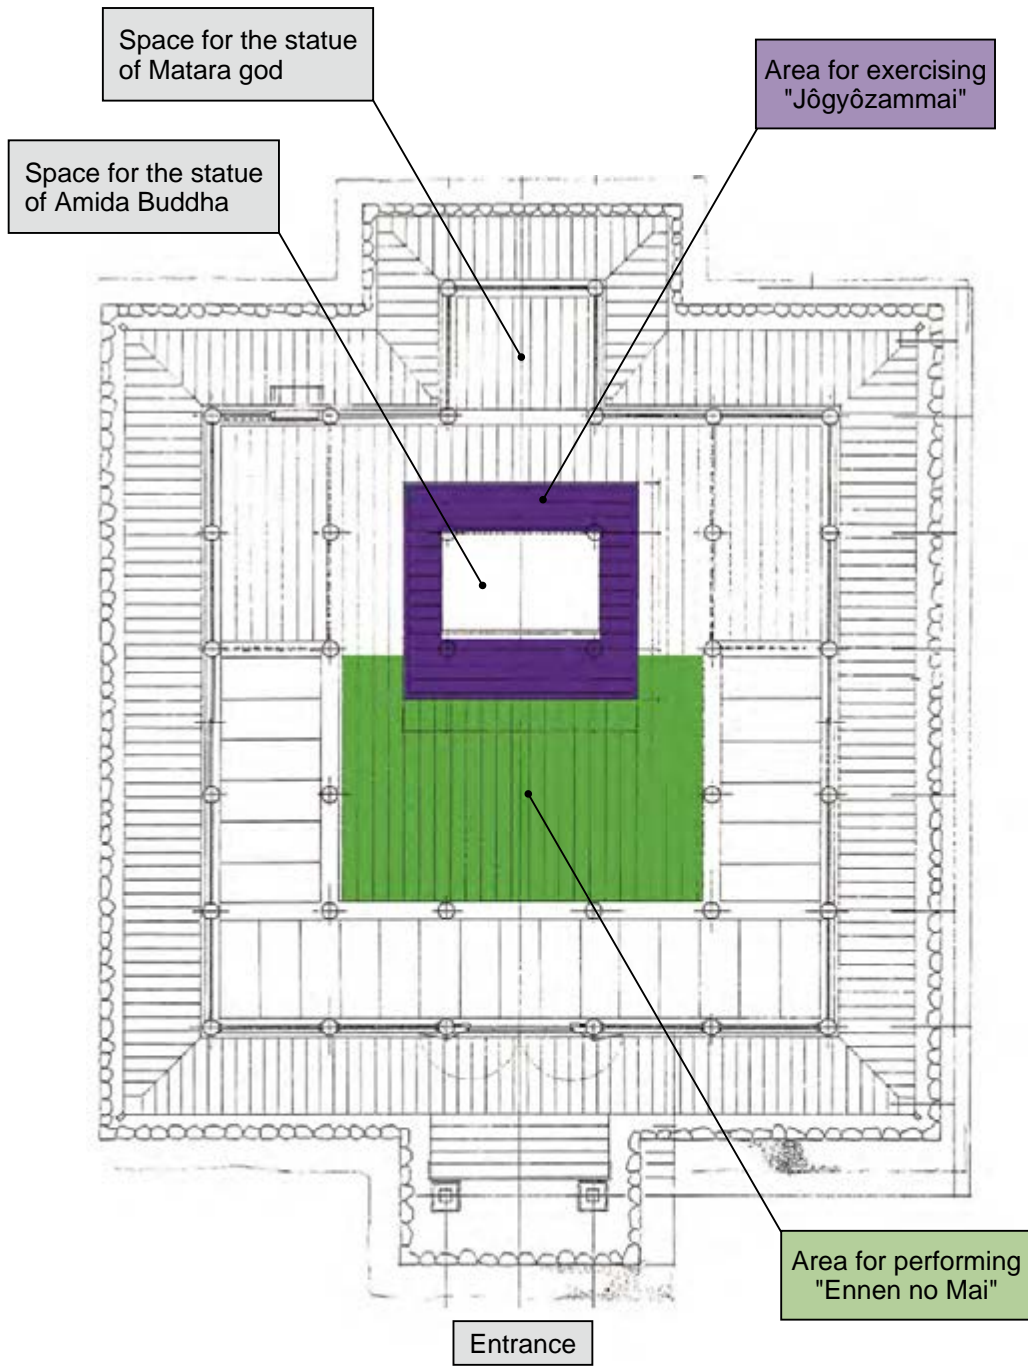 Space for the statue
of Matara god
Area for exercising
"Jôgyôzammai"
Space for the statue
of Amida Buddha
Area for performing
"Ennen no Mai"
Entrance